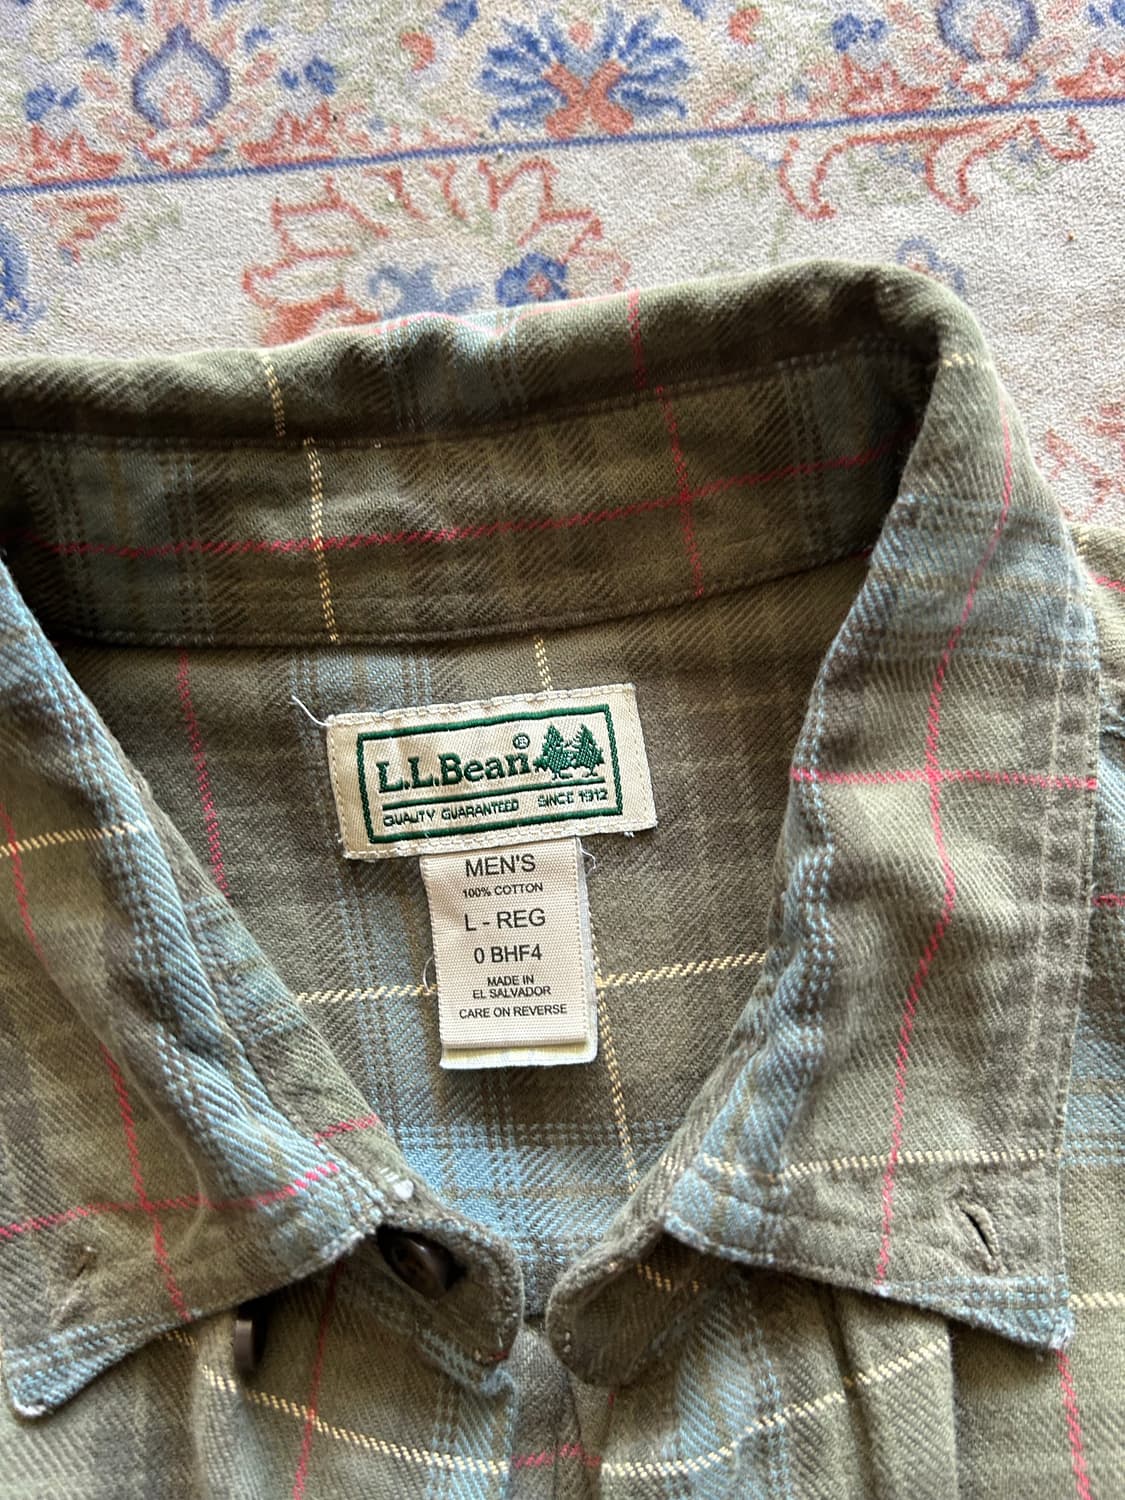 L.L.Bean®
QUALITY GUARANTEED SINCE 1912
MEN'S
100% COTTON
L - REG
0 BHF4
MADE IN
EL SALVADOR
CARE ON REVERSE